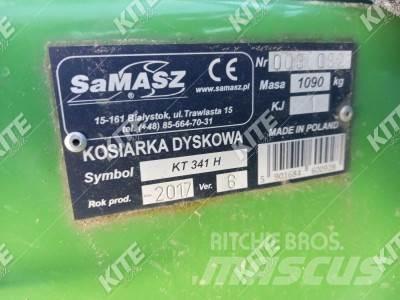 SaMASZ
CE
www.samasz.pl
15-161 Białystok, ul. Trawiasta 15
tel. (+48) 85-664-70-31
KOSIARKA DYSKOWA
Symbol KT 341 H
Rok prod. 2017 Ver. 6
Nr
Masa 1090 kg
KJ 1
MADE IN POLAND
KITE
RITCHIE BROS.
Mascus